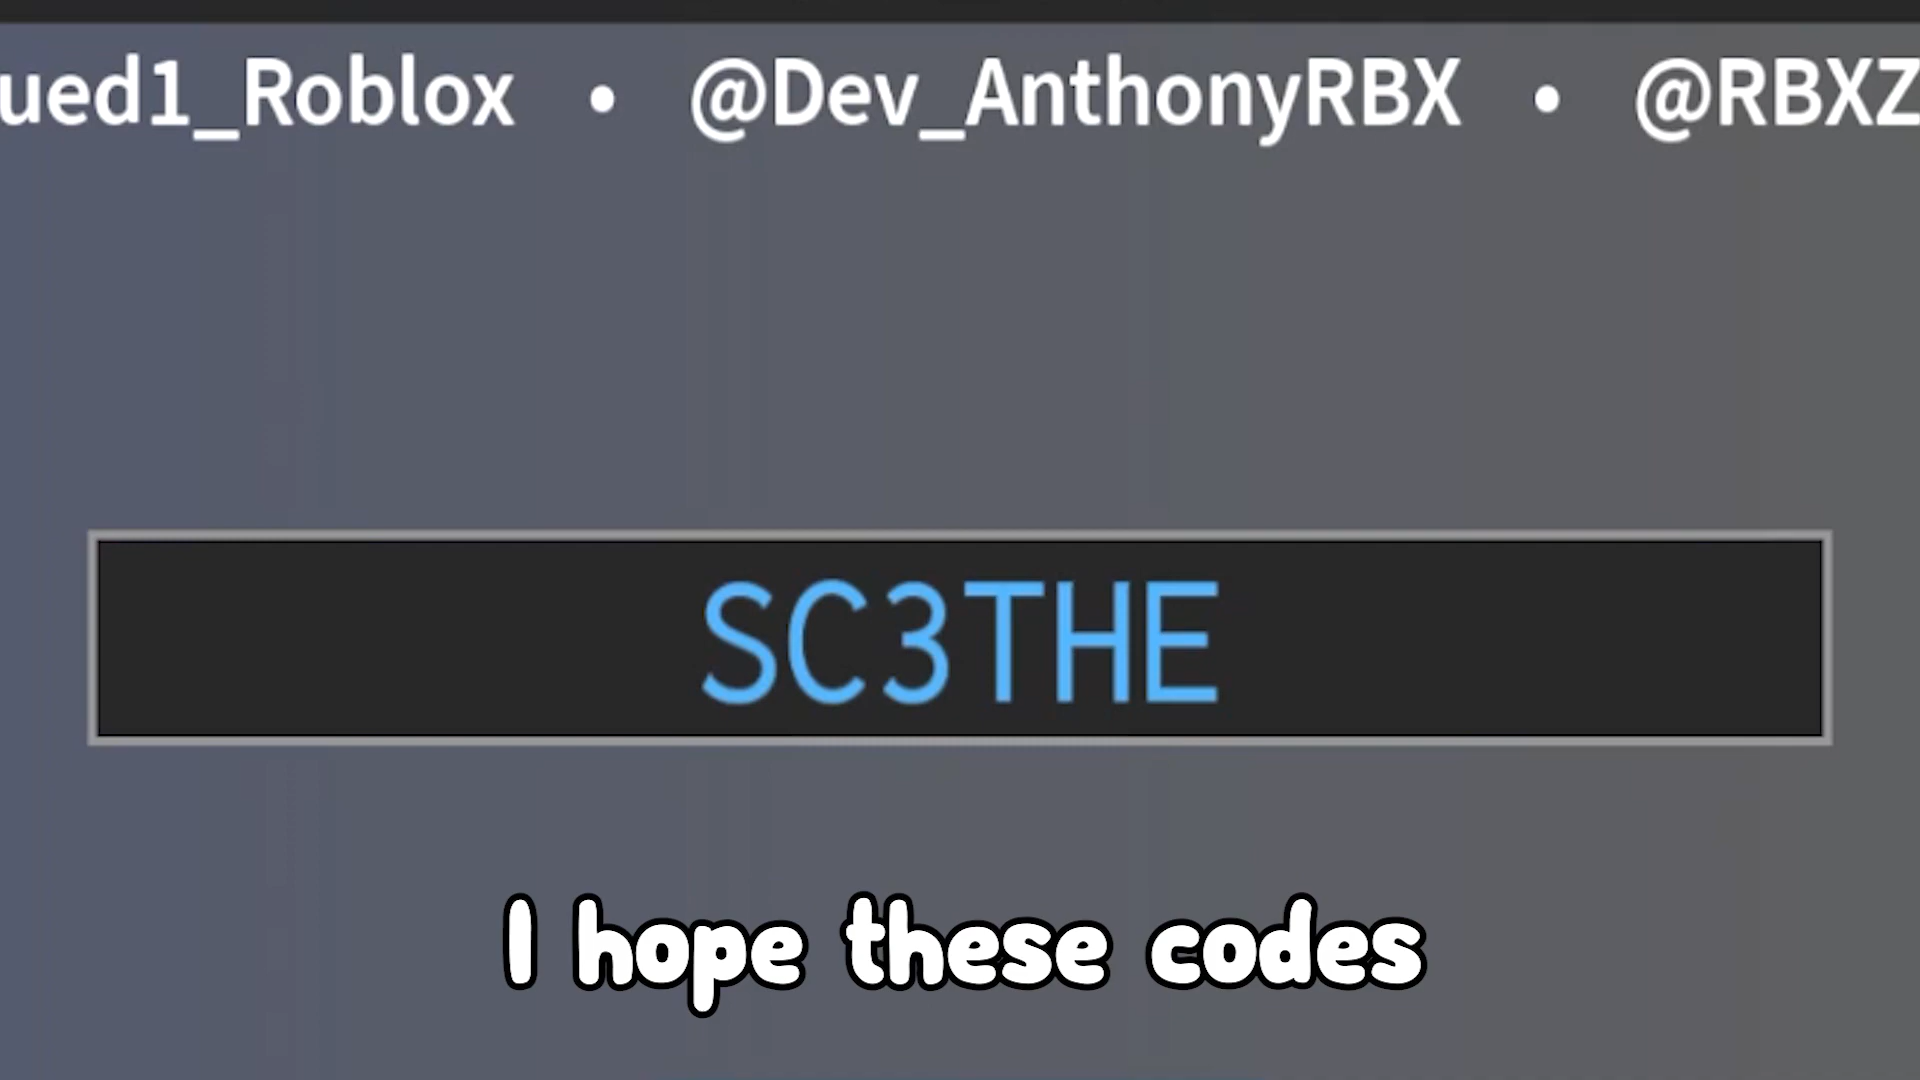 ued1_Roblox • @Dev_AnthonyRBX • @RBXZ
SC3THE
I hope these codes